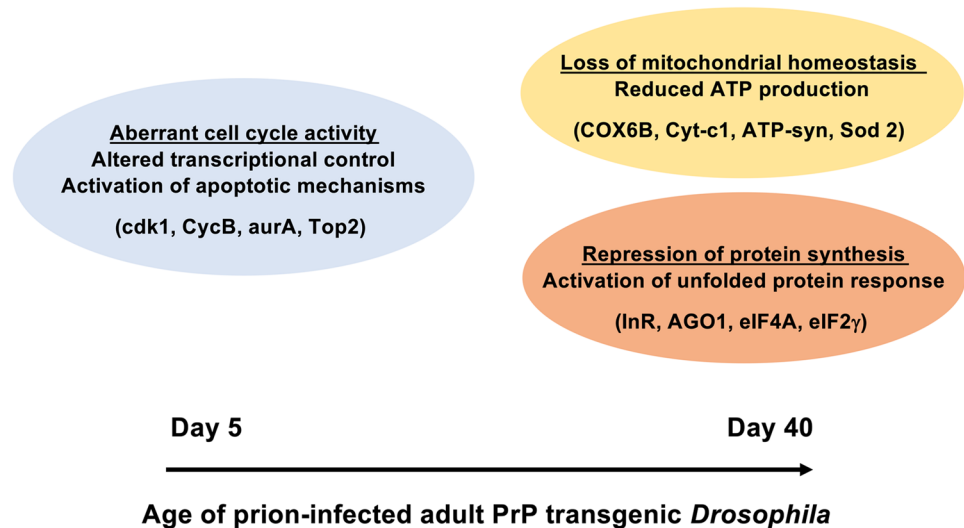 Aberrant cell cycle activity
Altered transcriptional control
Activation of apoptotic mechanisms
(cdk1, CycB, aurA, Top2)
Loss of mitochondrial homeostasis
Reduced ATP production
(COX6B, Cyt-c1, ATP-syn, Sod 2)
Repression of protein synthesis
Activation of unfolded protein response
(InR, AGO1, eIF4A, eIF2γ)
Day 5
Day 40
Age of prion-infected adult PrP transgenic Drosophila